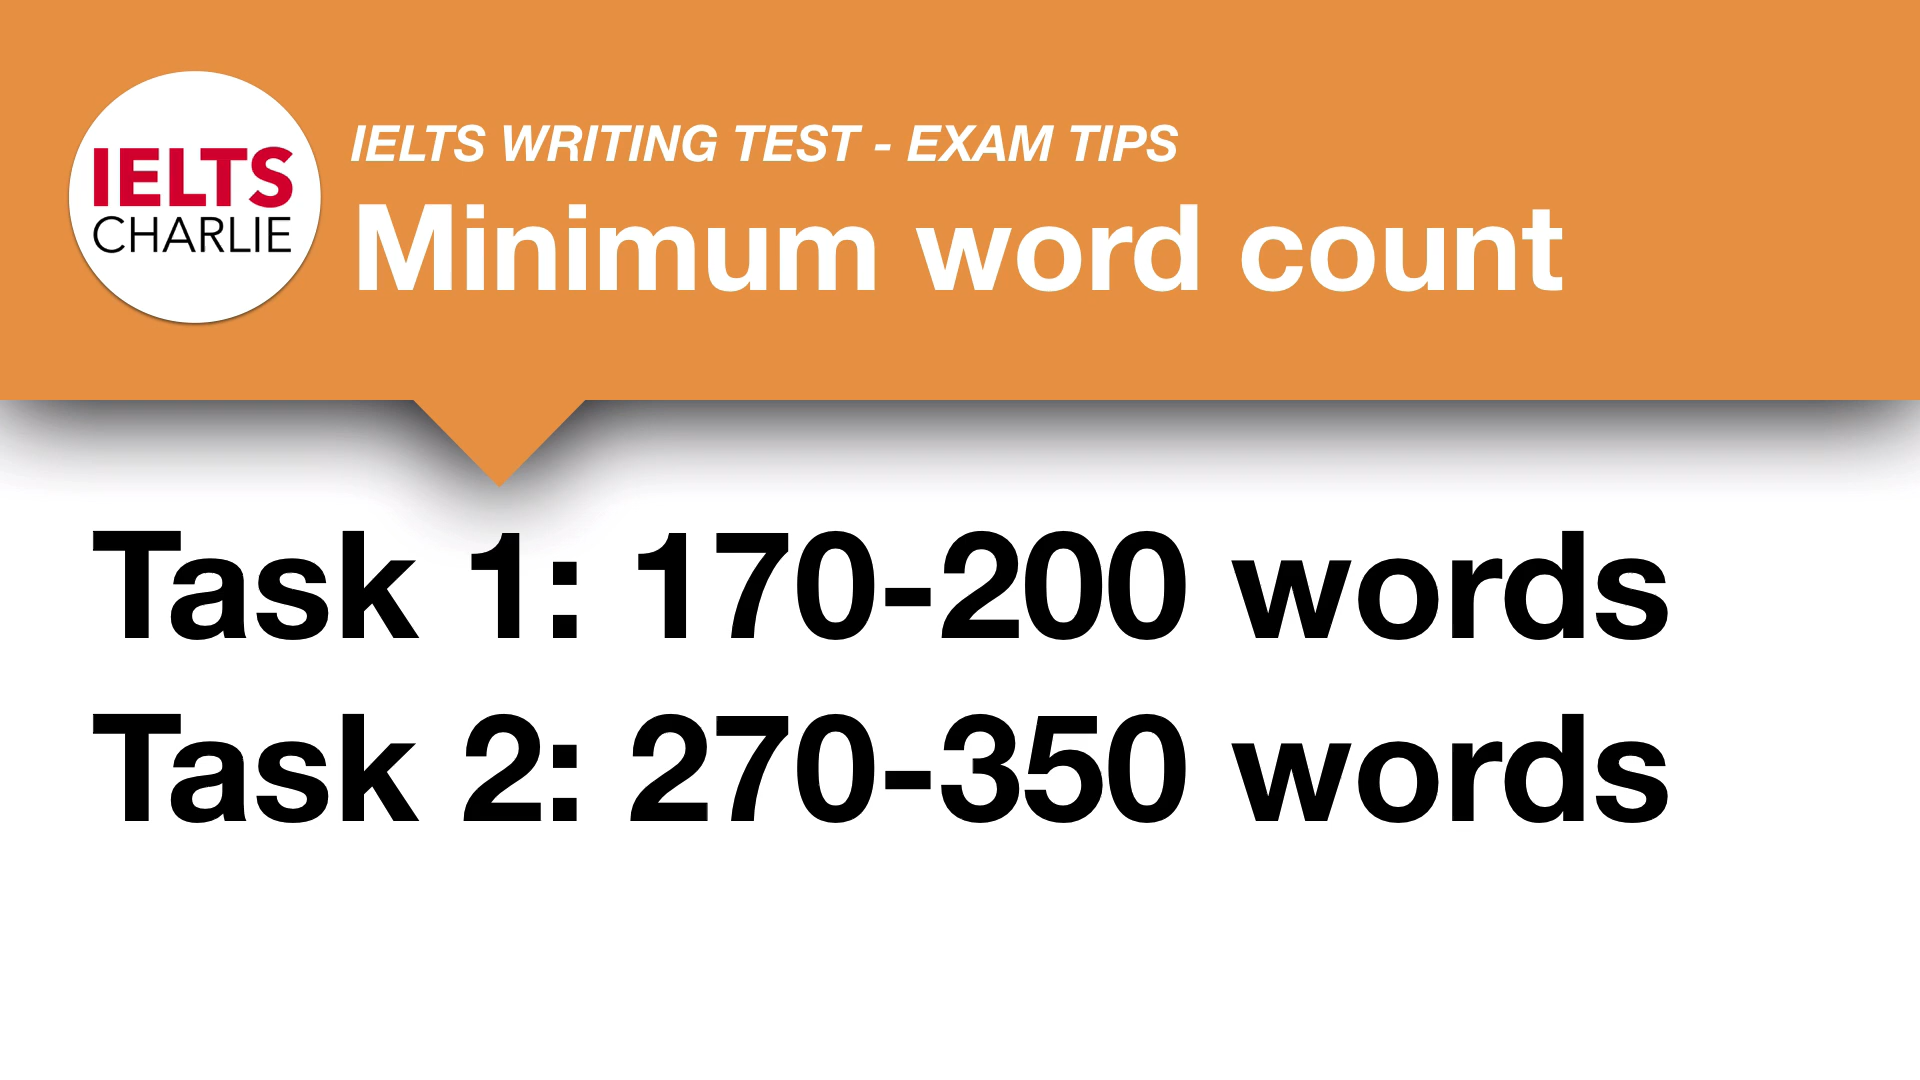 IELTS
CHARLIE
IELTS WRITING TEST - EXAM TIPS
Minimum word count
Task 1: 170-200 words
Task 2: 270-350 words